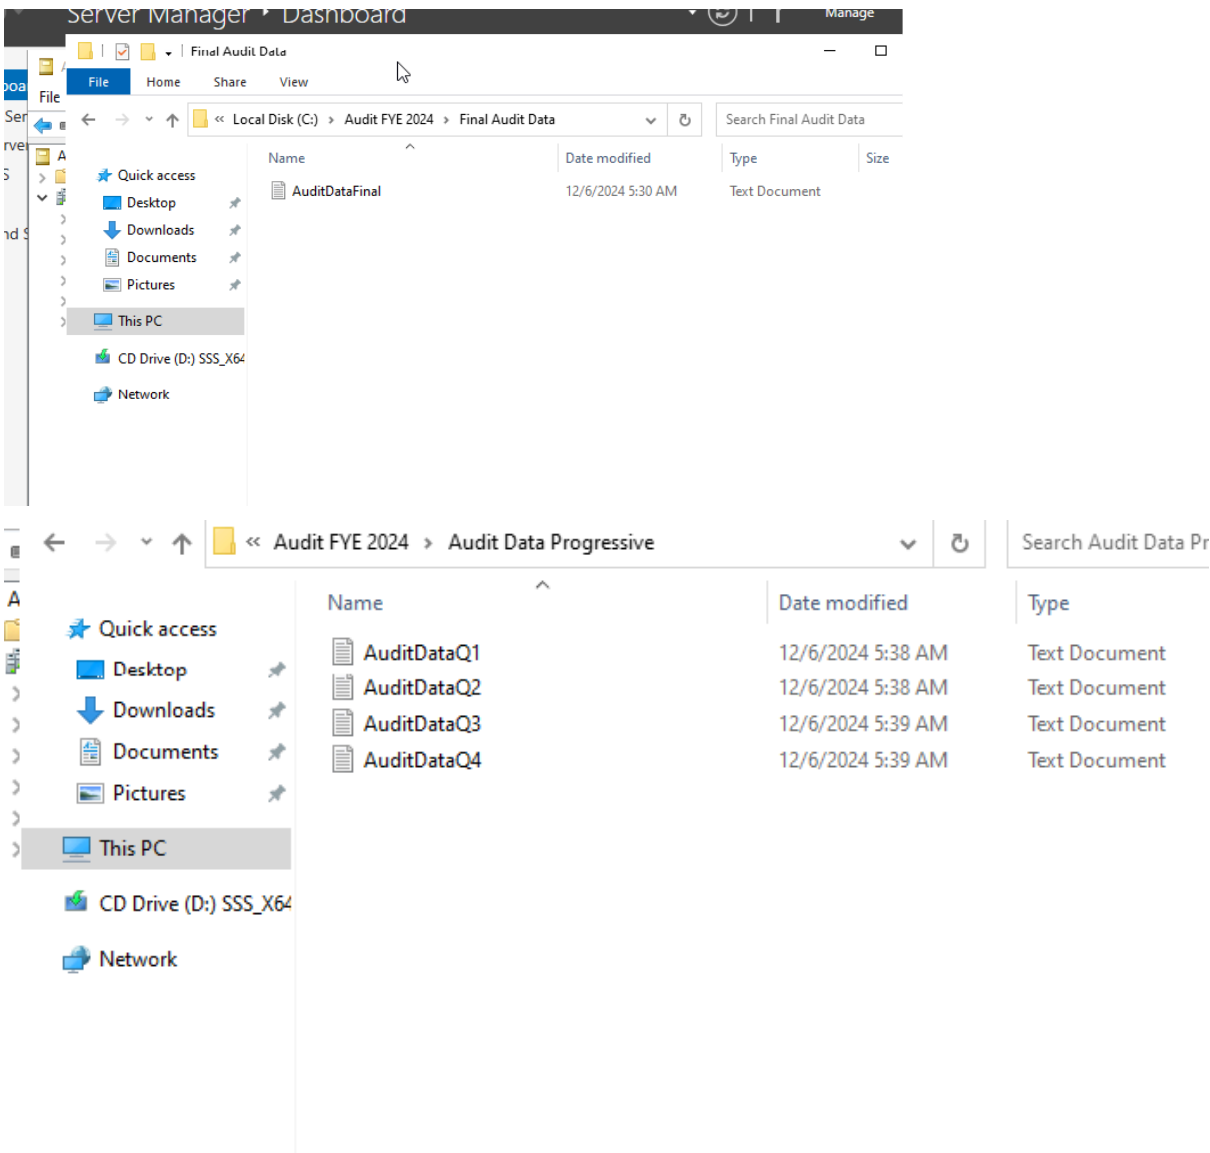 Server Manager ‣ Dashboard
Manage
Final Audit Data
File Home Share View
File
« Local Disk (C:) › Audit FYE 2024 › Final Audit Data
Search Final Audit Data
Name Date modified Type Size
Quick access
AuditDataFinal 12/6/2024 5:30 AM Text Document
Desktop
Downloads
Documents
Pictures
This PC
CD Drive (D:) SSS_X64
Network
« Audit FYE 2024 › Audit Data Progressive
Search Audit Data Pr
Name Date modified Type
Quick access
AuditDataQ1 12/6/2024 5:38 AM Text Document
Desktop
AuditDataQ2 12/6/2024 5:38 AM Text Document
Downloads
AuditDataQ3 12/6/2024 5:39 AM Text Document
Documents
AuditDataQ4 12/6/2024 5:39 AM Text Document
Pictures
This PC
CD Drive (D:) SSS_X64
Network